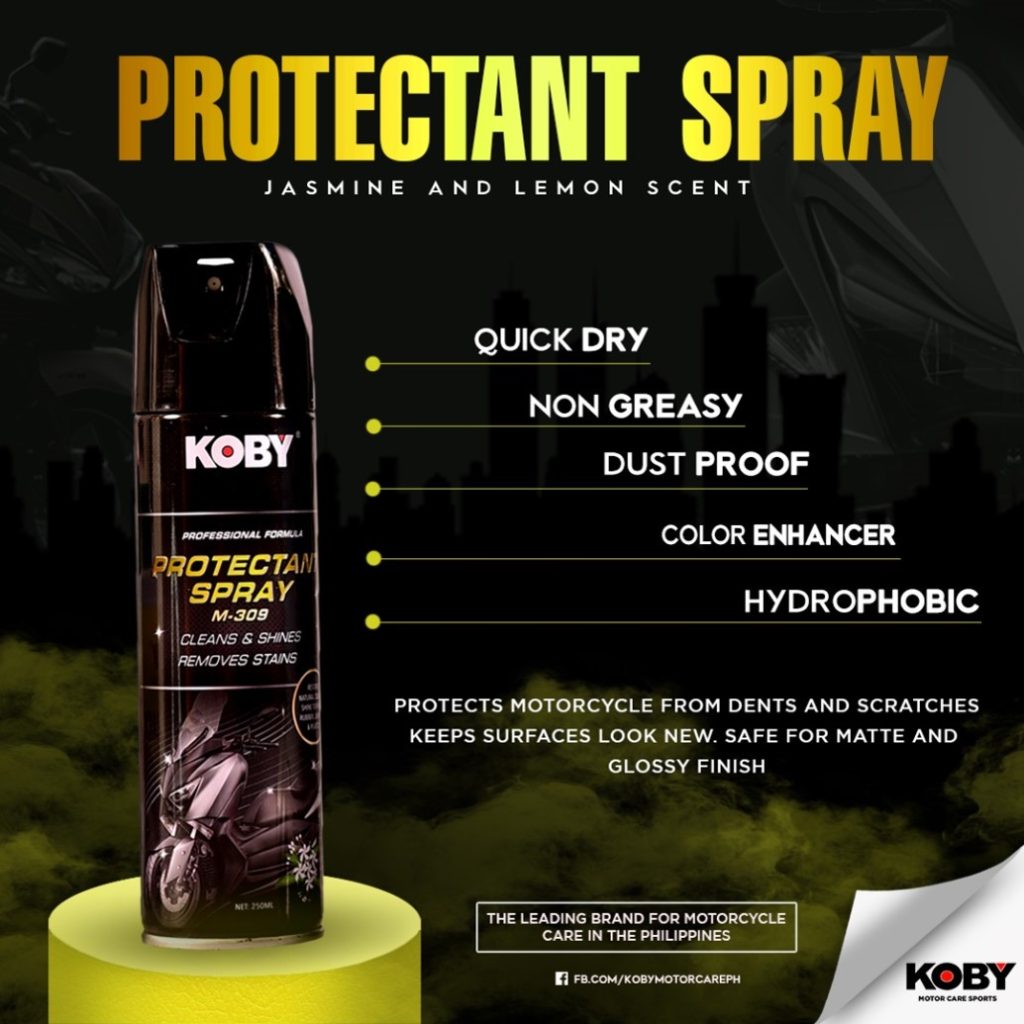 PROTECTANT SPRAY
JASMINE AND LEMON SCENT
QUICK DRY
NON GREASY
DUST PROOF
COLOR ENHANCER
HYDROPHOBIC
KOBY
PROFESSIONAL FORMULA
PROTECTAN
SPRAY
M-309
CLEANS & SHINES
REMOVES STAINS
NET: 250ML
PROTECTS MOTORCYCLE FROM DENTS AND SCRATCHES
KEEPS SURFACES LOOK NEW. SAFE FOR MATTE AND
GLOSSY FINISH
THE LEADING BRAND FOR MOTORCYCLE
CARE IN THE PHILIPPINES
FB.COM/KOBYMOTORCAREPH
KOBY
MOTOR CARE SPORTS